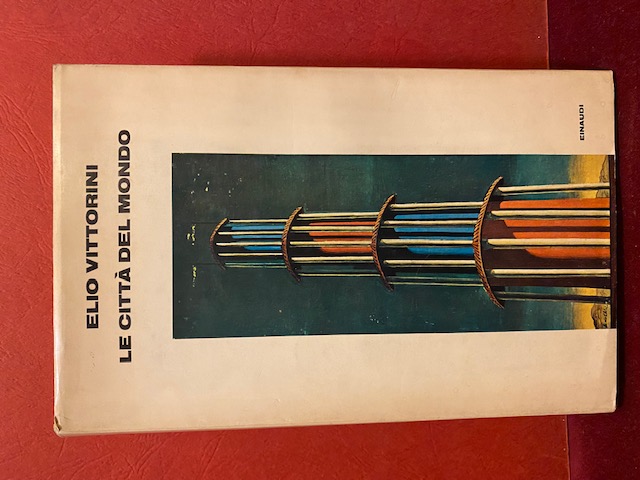 ELIO VITTORINI
LE CITTÀ DEL MONDO
EINAUDI